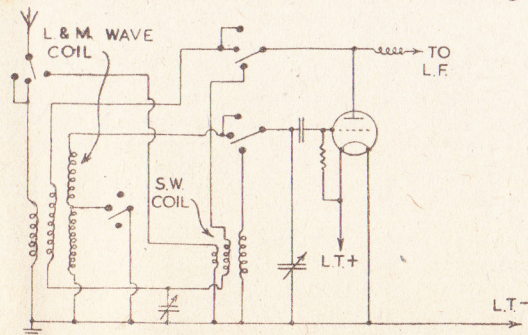 L. & M. WAVE
COIL
TO
L.F.
S.W.
COIL
L.T.+
L.T.-